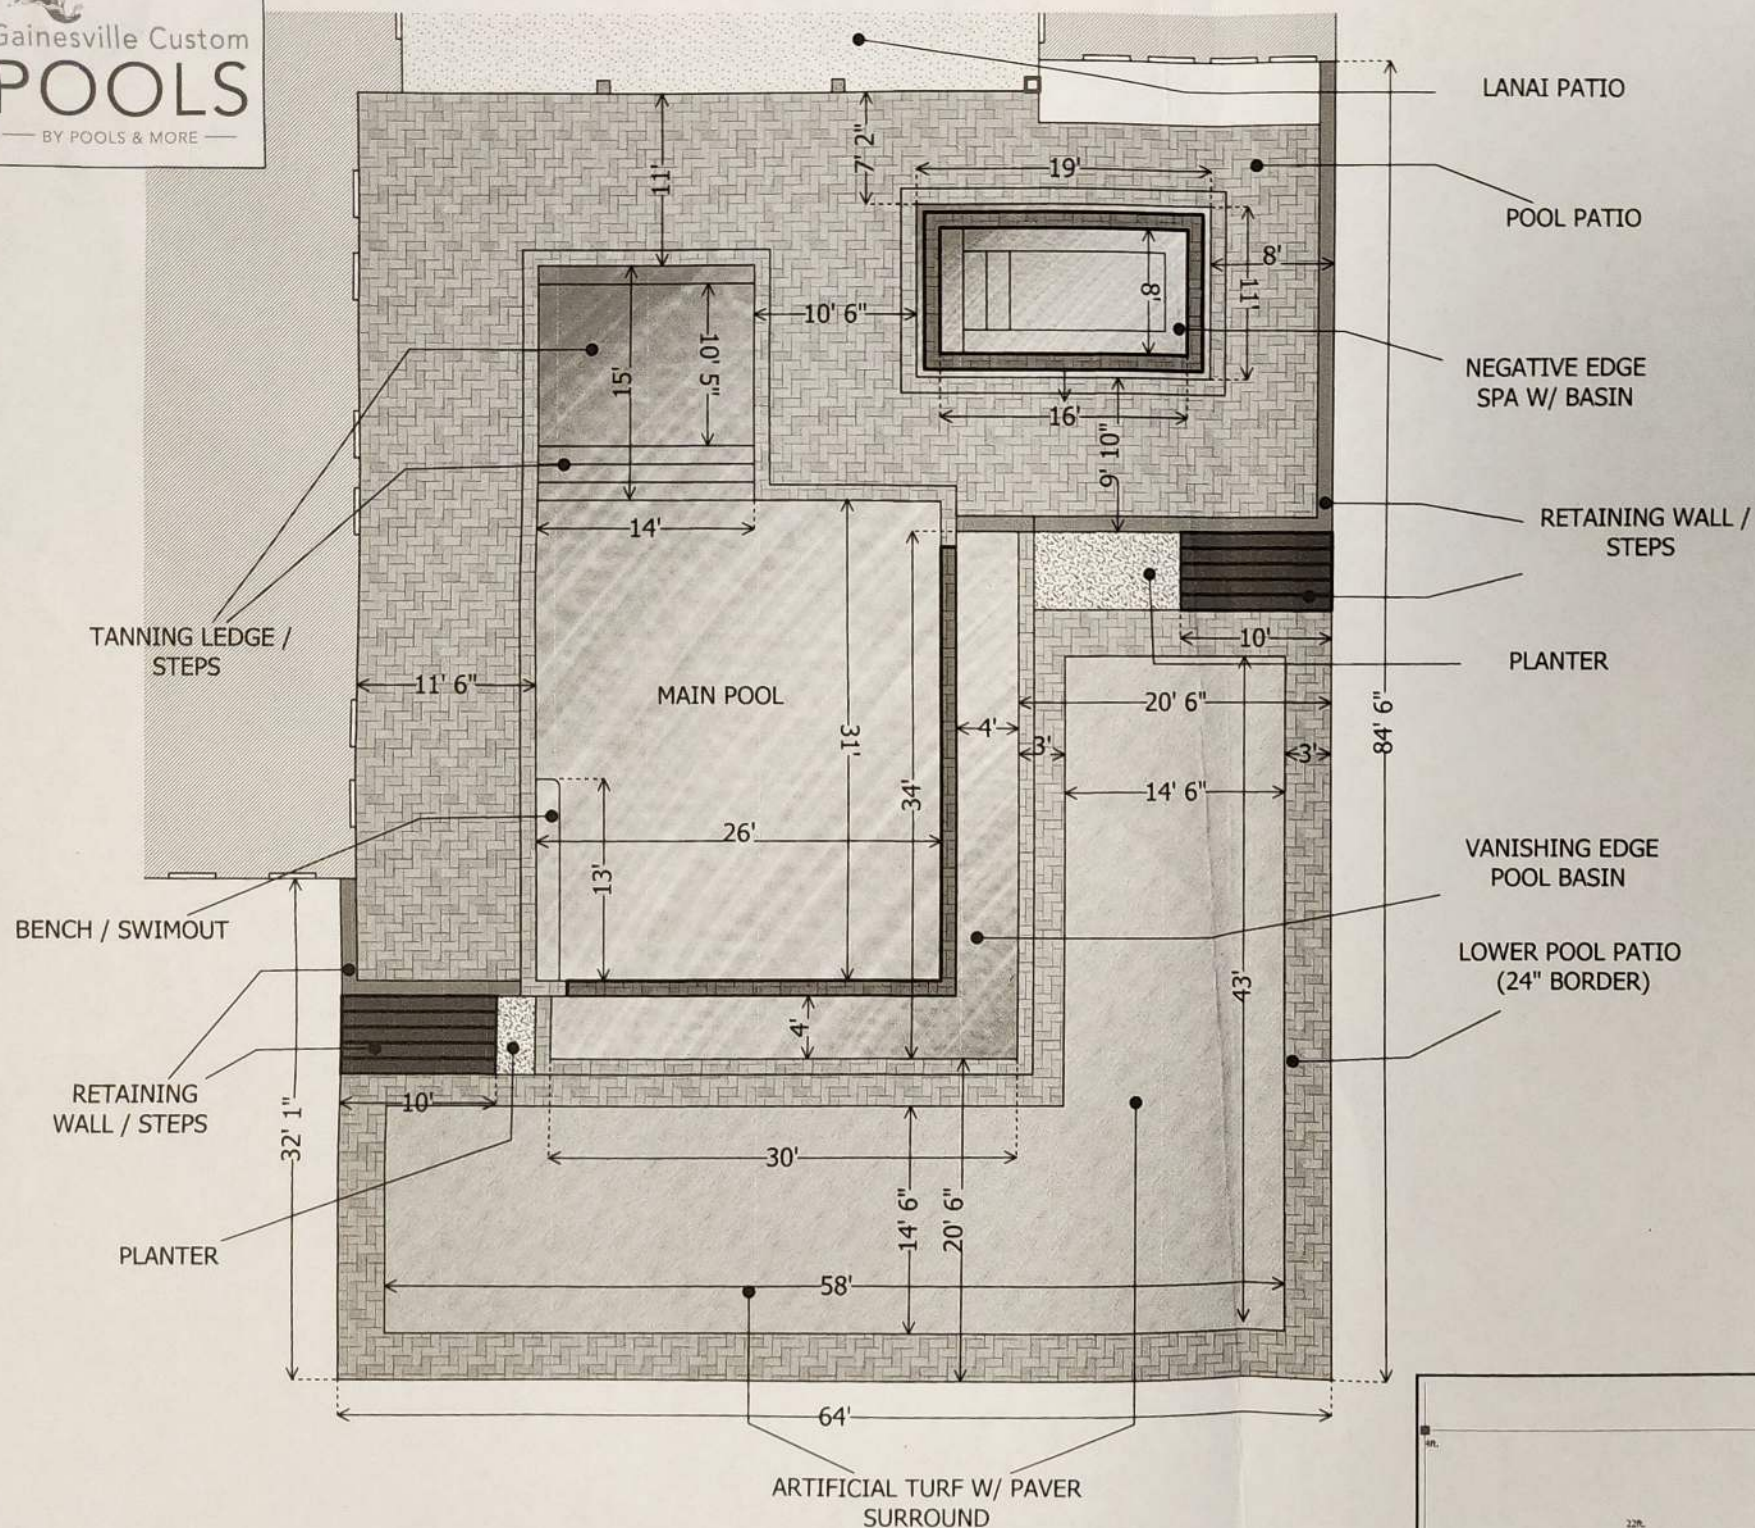 Gainesville Custom
POOLS
BY POOLS & MORE
LANAI PATIO
POOL PATIO
NEGATIVE EDGE
SPA W/ BASIN
RETAINING WALL /
STEPS
PLANTER
VANISHING EDGE
POOL BASIN
LOWER POOL PATIO
(24" BORDER)
TANNING LEDGE /
STEPS
MAIN POOL
BENCH / SWIMOUT
RETAINING
WALL / STEPS
PLANTER
ARTIFICIAL TURF W/ PAVER
SURROUND
11'
7' 2"
19'
8'
11'
8'
10' 6"
15'
10' 5"
16'
9' 10"
14'
10'
11' 6"
20' 6"
84' 6"
4'
3'
3'
31'
34'
14' 6"
26'
13'
43'
4'
10'
32' 1"
30'
14' 6"
20' 6"
58'
64'
4ft.
22ft.